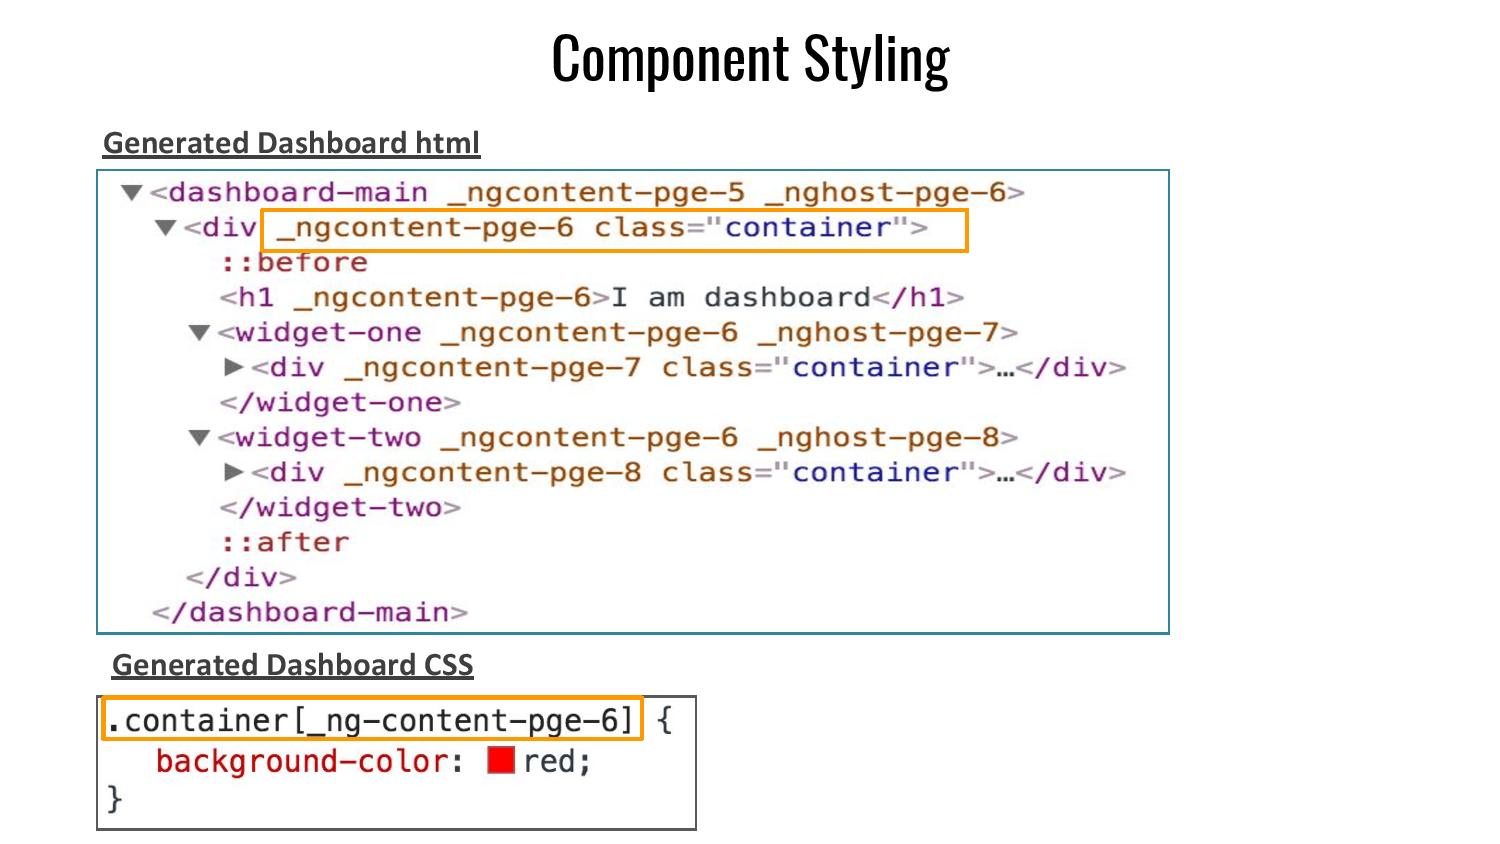 Component Styling
Generated Dashboard html
▼<dashboard-main _ngcontent-pge-5 _nghost-pge-6>
▼<div _ngcontent-pge-6 class="container">
::before
<h1 _ngcontent-pge-6>I am dashboard</h1>
▼<widget-one _ngcontent-pge-6 _nghost-pge-7>
▶<div _ngcontent-pge-7 class="container">…</div>
</widget-one>
▼<widget-two _ngcontent-pge-6 _nghost-pge-8>
▶<div _ngcontent-pge-8 class="container">…</div>
</widget-two>
::after
</div>
</dashboard-main>
Generated Dashboard CSS
.container[_ng-content-pge-6] {
background-color: red;
}